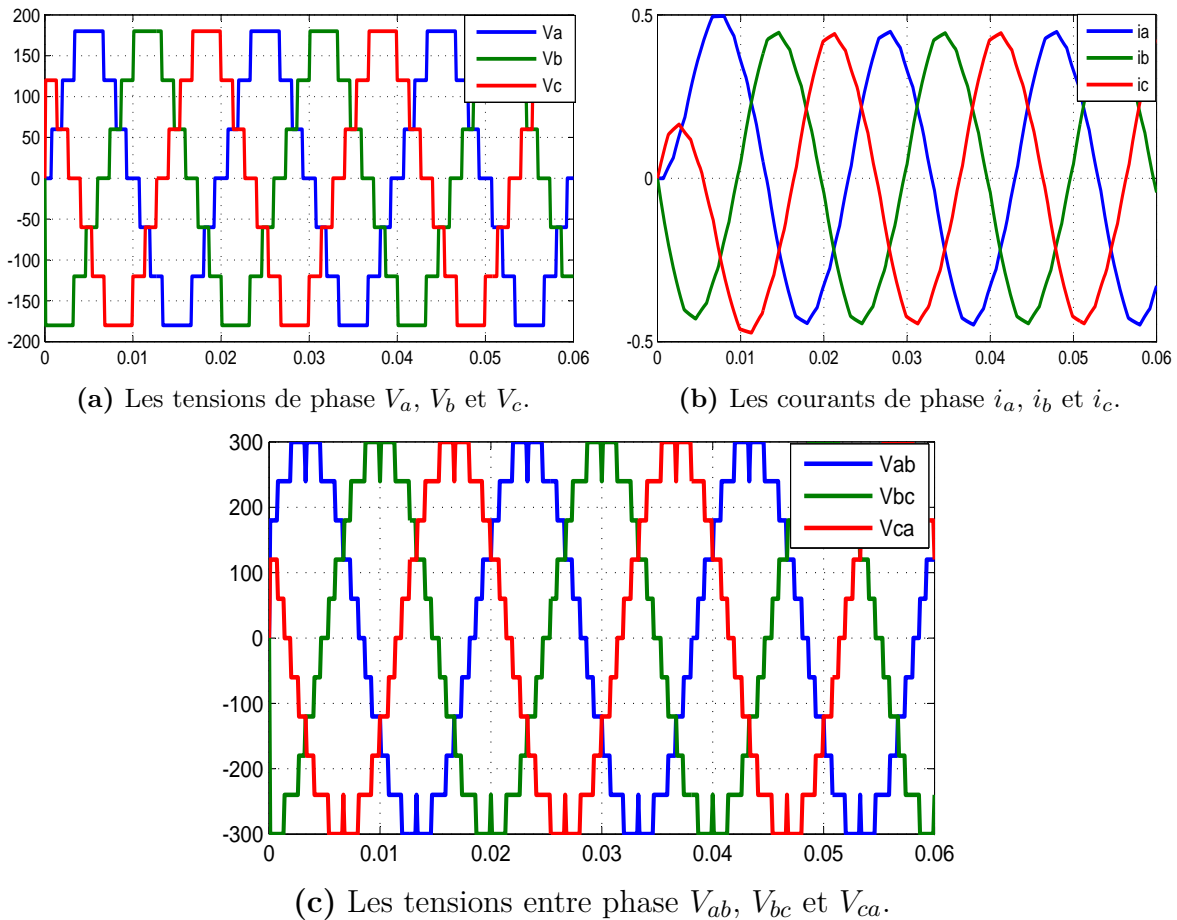 200
150
100
50
0
-50
-100
-150
-200
0 0.01 0.02 0.03 0.04 0.05 0.06
Va
Vb
Vc
(a) Les tensions de phase Va, Vb et Vc.
0.5
0
-0.5
0 0.01 0.02 0.03 0.04 0.05 0.06
ia
ib
ic
(b) Les courants de phase ia, ib et ic.
300
200
100
0
-100
-200
-300
0 0.01 0.02 0.03 0.04 0.05 0.06
Vab
Vbc
Vca
(c) Les tensions entre phase Vab, Vbc et Vca.